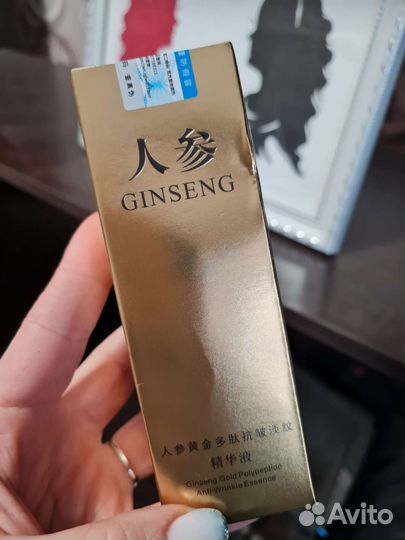 人参
GINSENG
人参黄金多肽抗皱淡纹
精华液
Ginseng Gold Polypeptide
Anti-Wrinkle Essence
Avito